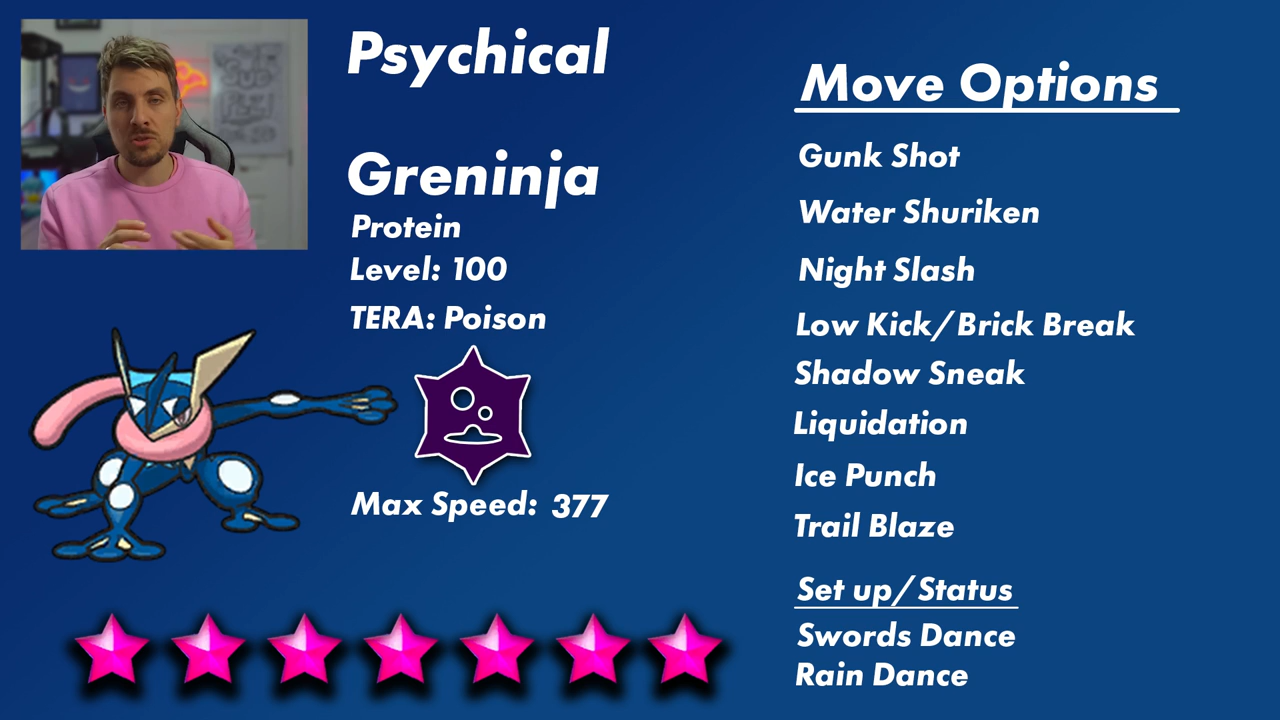 Psychical
Greninja
Protein
Level: 100
TERA: Poison
Max Speed: 377
Move Options
Gunk Shot
Water Shuriken
Night Slash
Low Kick/Brick Break
Shadow Sneak
Liquidation
Ice Punch
Trail Blaze
Set up/Status
Swords Dance
Rain Dance